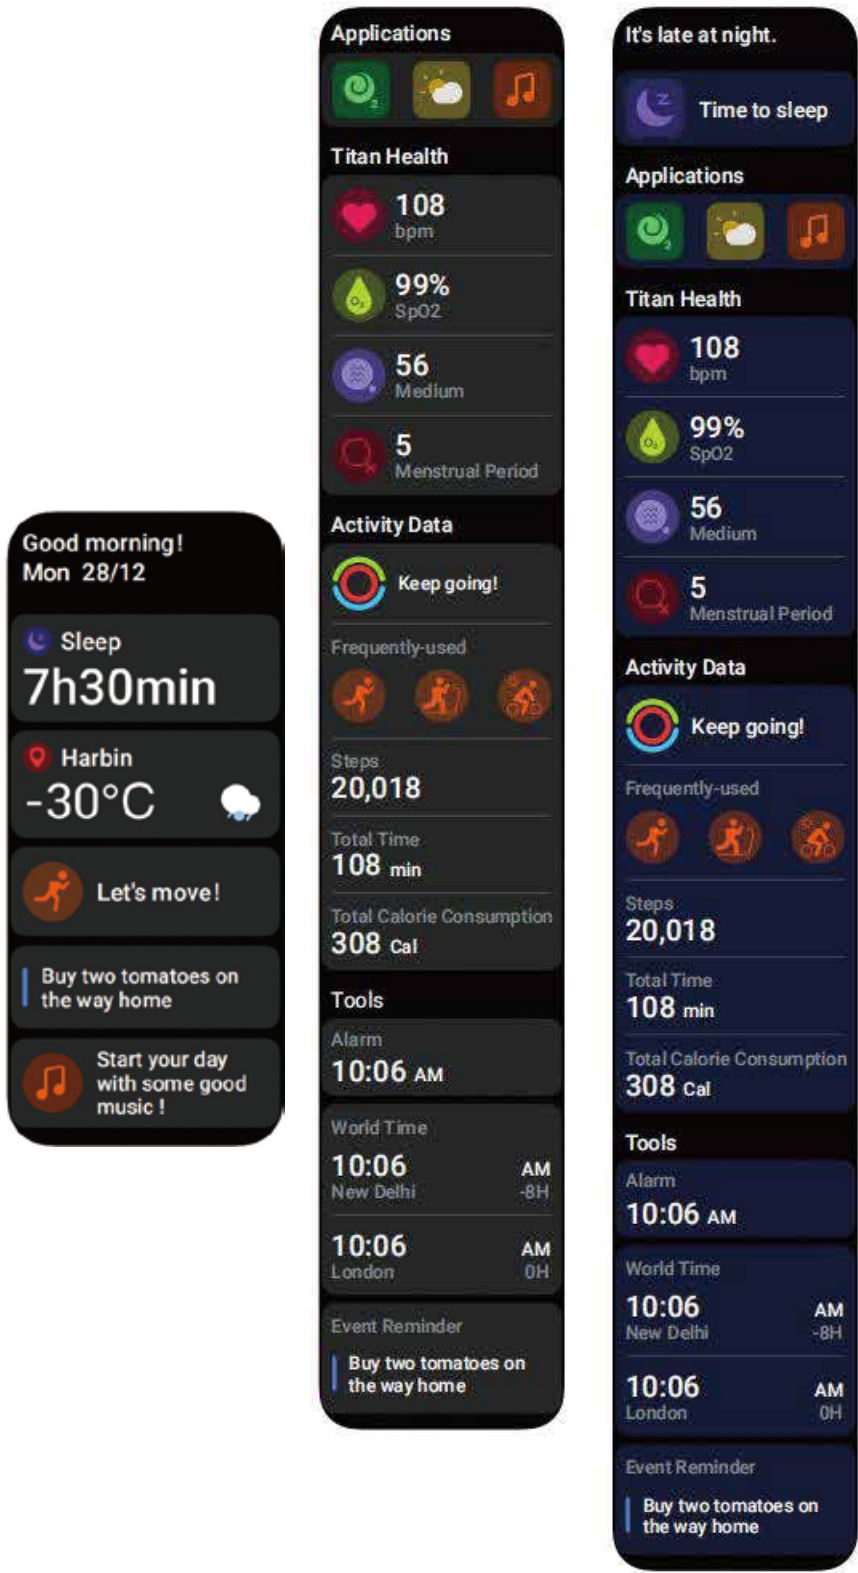 Good morning!
Mon 28/12
Sleep
7h30min
Harbin
-30°C
Let's move!
Buy two tomatoes on
the way home
Start your day
with some good
music !
Applications
2
Titan Health
108
bpm
O₂
99%
SpO2
56
Medium
5
Menstrual Period
Activity Data
Keep going!
Frequently-used
Steps
20,018
Total Time
108 min
Total Calorie Consumption
308 Cal
Tools
Alarm
10:06 AM
World Time
10:06 AM
New Delhi -8H
10:06 AM
London 0H
Event Reminder
Buy two tomatoes on
the way home
It's late at night.
Time to sleep
Applications
2
Titan Health
108
bpm
O₂
99%
SpO2
56
Medium
5
Menstrual Period
Activity Data
Keep going!
Frequently-used
Steps
20,018
Total Time
108 min
Total Calorie Consumption
308 Cal
Tools
Alarm
10:06 AM
World Time
10:06 AM
New Delhi -8H
10:06 AM
London 0H
Event Reminder
Buy two tomatoes on
the way home